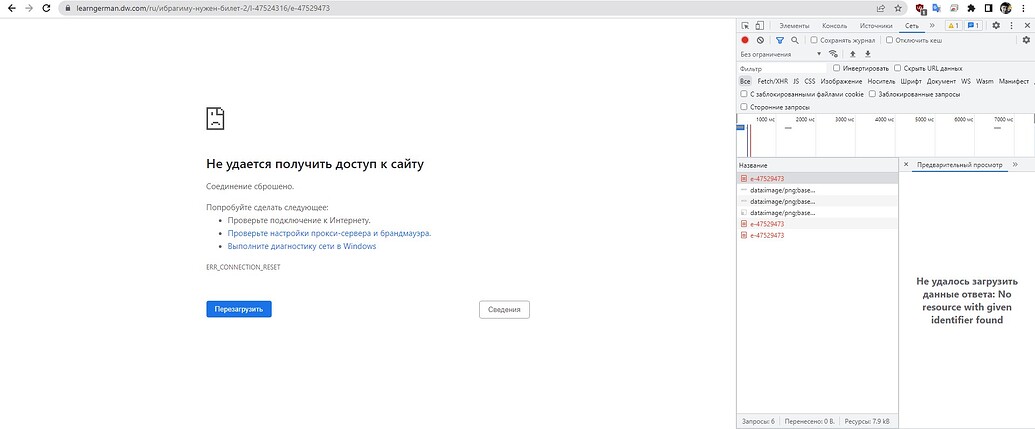 learngerman.dw.com/ru/ибрагиму-нужен-билет-2/l-47524316/e-47529473
Элементы Консоль Источники Сеть » 1 1
Сохранять журнал Отключить кеш
Без ограничения
Фильтр Инвертировать Скрыть URL данных
Все Fetch/XHR JS CSS Изображение Носитель Шрифт Документ WS Wasm Манифест
С заблокированными файлами cookie Заблокированные запросы
Сторонние запросы
1000 мс 2000 мс 3000 мс 4000 мс 5000 мс 6000 мс 7000 мс
Название
× Предварительный просмотр »
e-47529473
data:image/png;base...
data:image/png;base...
data:image/png;base...
e-47529473
e-47529473
Не удалось загрузить
данные ответа: No
resource with given
identifier found
Запросы: 6 Перенесено: 0 B. Ресурсы: 7.9 kB
Не удается получить доступ к сайту
Соединение сброшено.
Попробуйте сделать следующее:
• Проверьте подключение к Интернету.
• Проверьте настройки прокси-сервера и брандмауэра.
• Выполните диагностику сети в Windows
ERR_CONNECTION_RESET
Перезагрузить Сведения